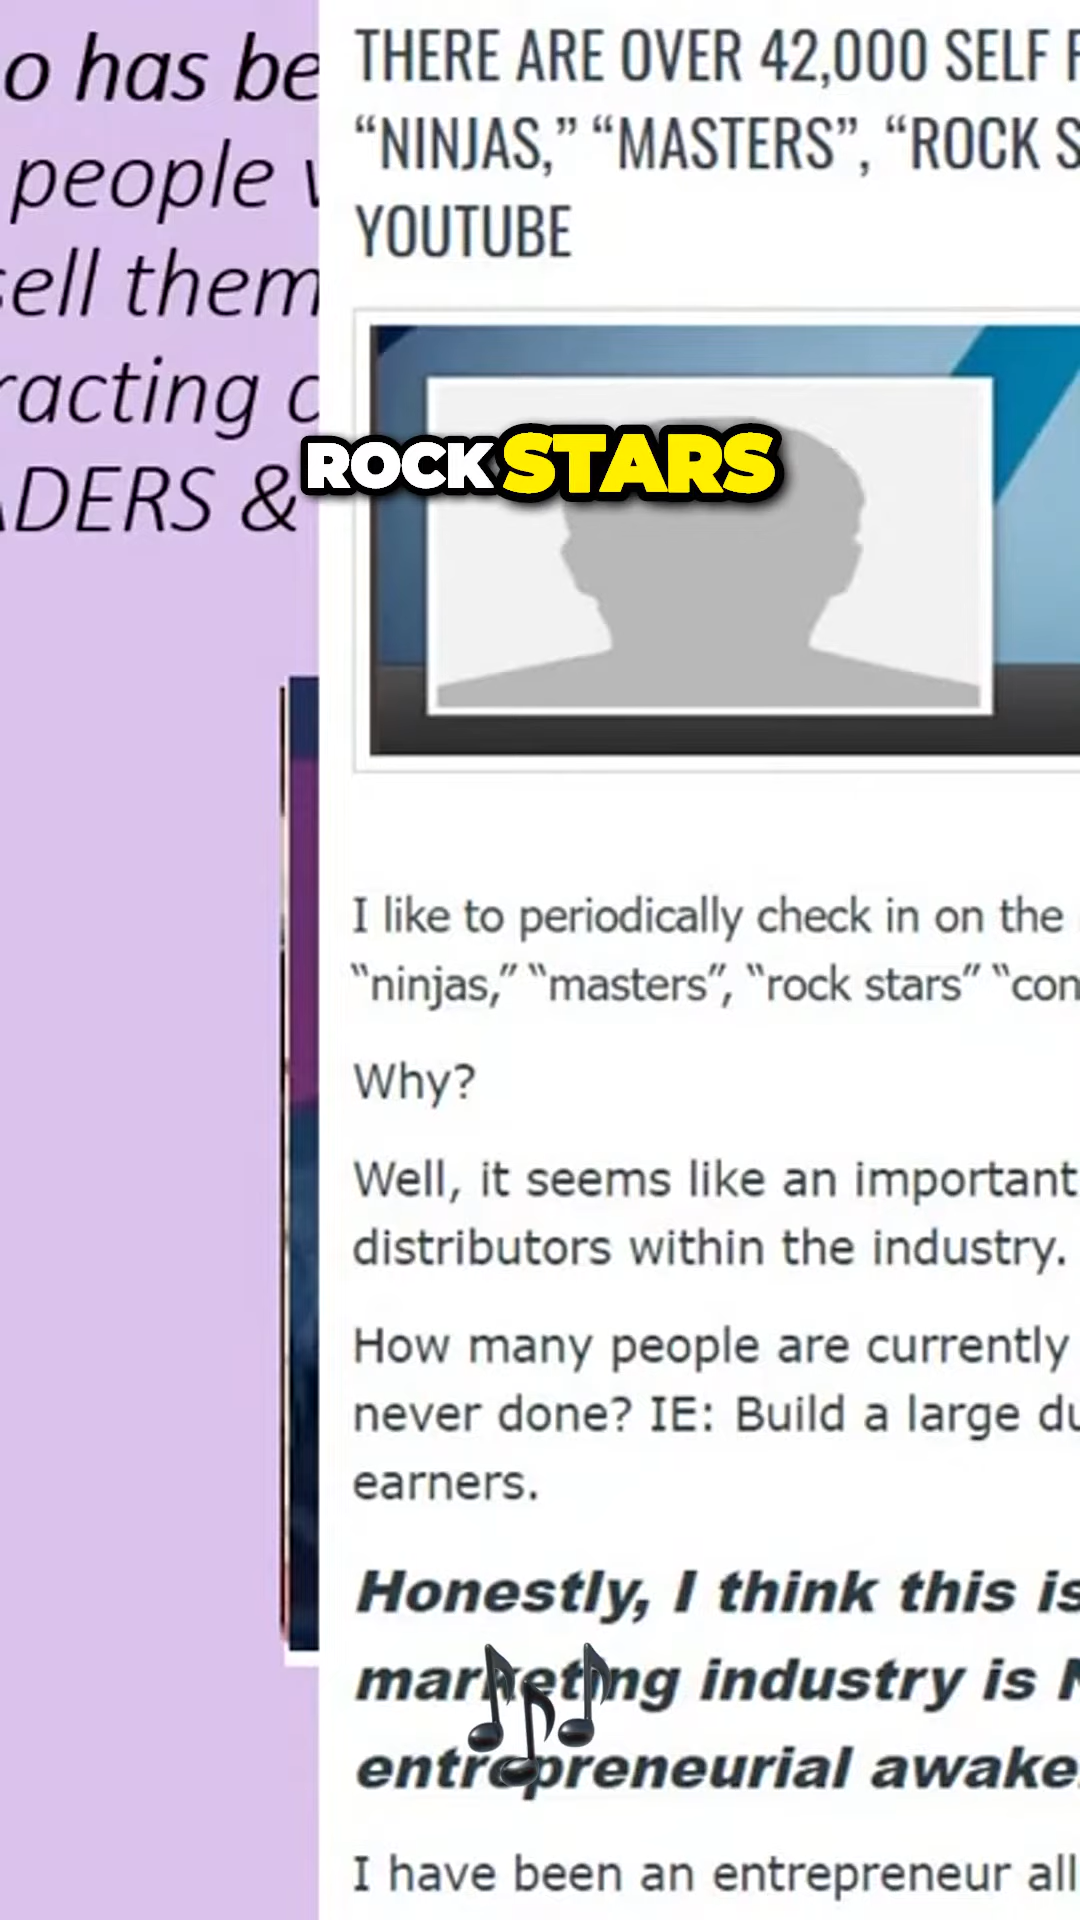 o has be
people
sell them
racting
ADERS &
THERE ARE OVER 42,000 SELF
“NINJAS,” “MASTERS”, “ROCK S
YOUTUBE
ROCK STARS
I like to periodically check in on the
“ninjas,” “masters”, “rock stars” “con
Why?
Well, it seems like an important
distributors within the industry.
How many people are currently
never done? IE: Build a large du
earners.
Honestly, I think this is
marketing industry is
entrepreneurial awake
I have been an entrepreneur all